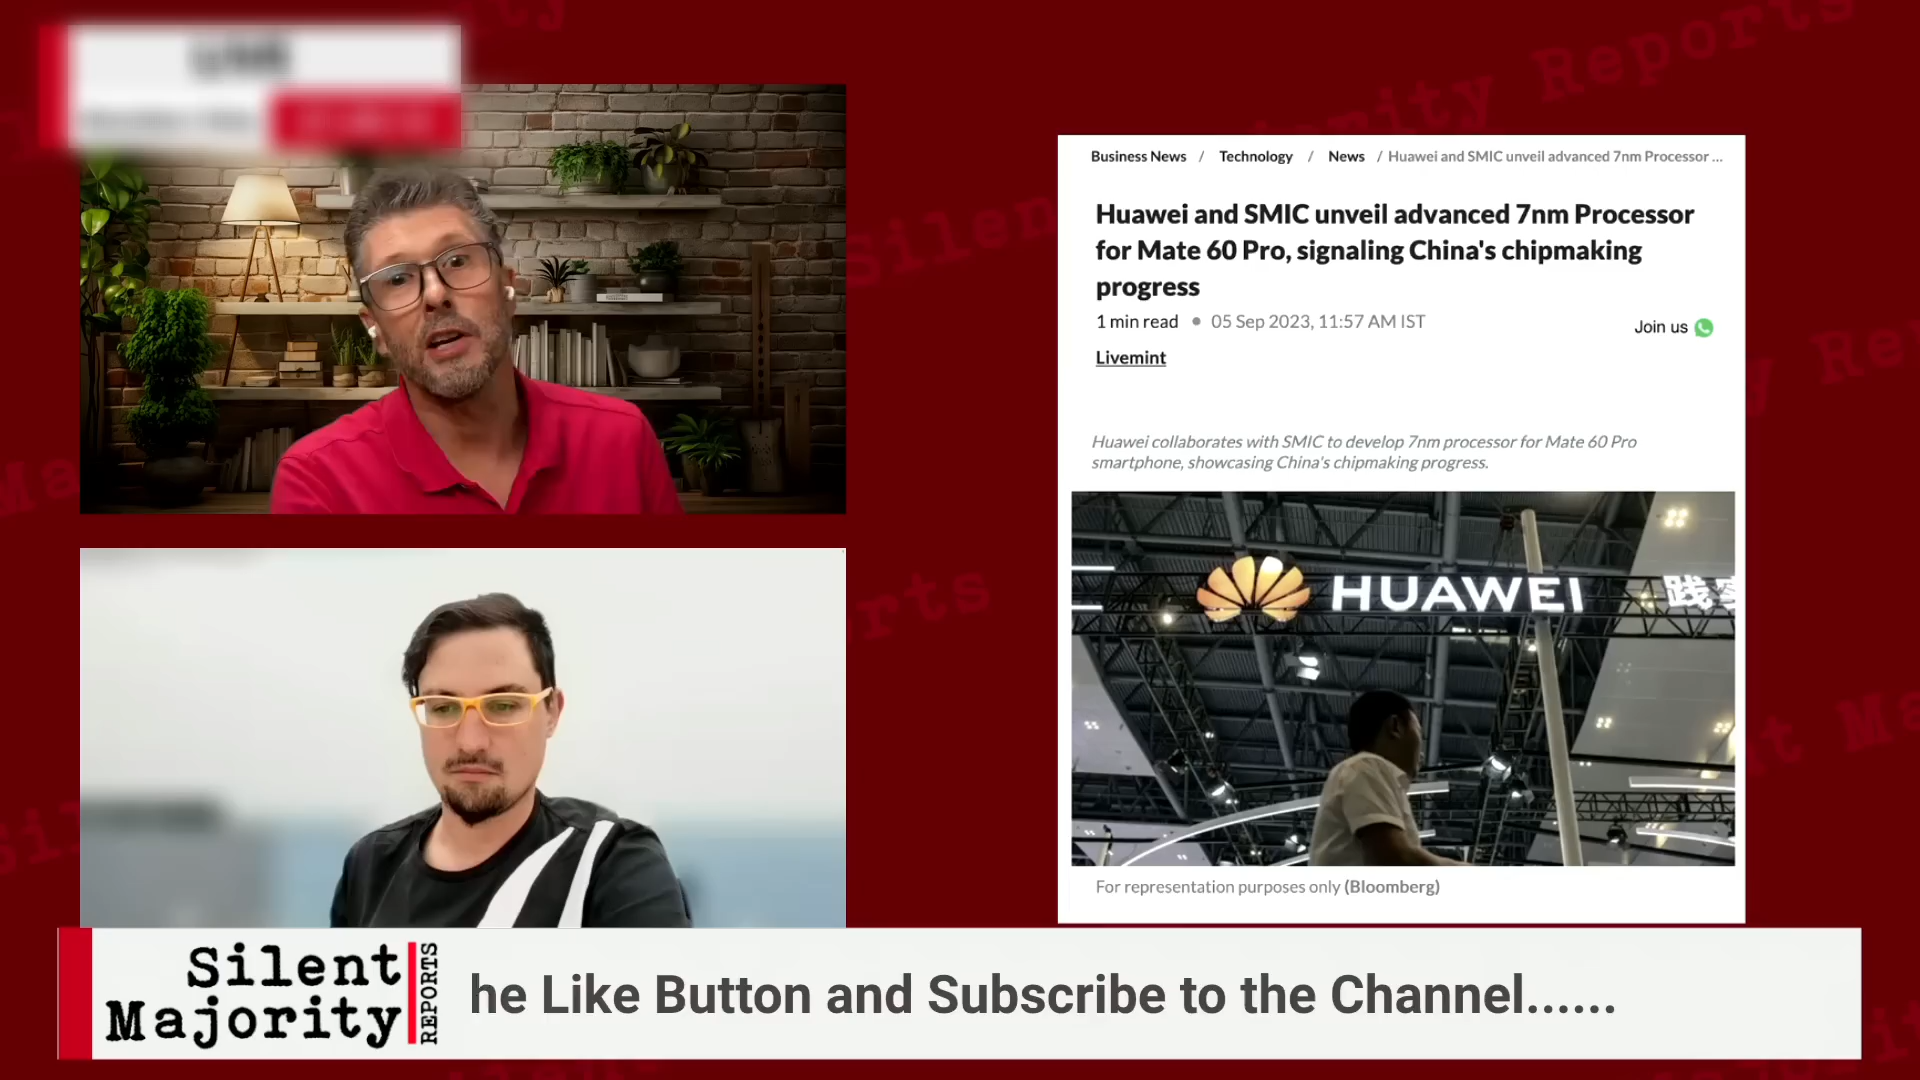 Business News / Technology / News / Huawei and SMIC unveil advanced 7nm Processor ...
Huawei and SMIC unveil advanced 7nm Processor
for Mate 60 Pro, signaling China's chipmaking
progress
1 min read • 05 Sep 2023, 11:57 AM IST
Join us
Livemint
Huawei collaborates with SMIC to develop 7nm processor for Mate 60 Pro
smartphone, showcasing China's chipmaking progress.
HUAWEI 践
For representation purposes only (Bloomberg)
Silent
Majority
REPORTS
he Like Button and Subscribe to the Channel......